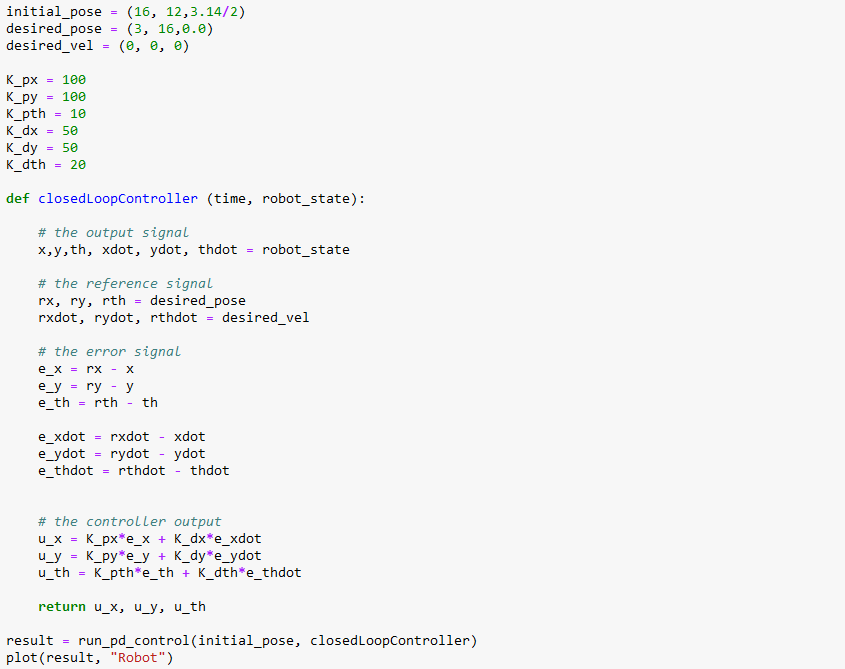 initial_pose = (16, 12,3.14/2)
desired_pose = (3, 16,0.0)
desired_vel = (0, 0, 0)
K_px = 100
K_py = 100
K_pth = 10
K_dx = 50
K_dy = 50
K_dth = 20
def closedLoopController (time, robot_state):
    # the output signal
    x,y,th, xdot, ydot, thdot = robot_state
    # the reference signal
    rx, ry, rth = desired_pose
    rxdot, rydot, rthdot = desired_vel
    # the error signal
    e_x = rx - x
    e_y = ry - y
    e_th = rth - th
    e_xdot = rxdot - xdot
    e_ydot = rydot - ydot
    e_thdot = rthdot - thdot
    # the controller output
    u_x = K_px*e_x + K_dx*e_xdot
    u_y = K_py*e_y + K_dy*e_ydot
    u_th = K_pth*e_th + K_dth*e_thdot
    return u_x, u_y, u_th
result = run_pd_control(initial_pose, closedLoopController)
plot(result, "Robot")